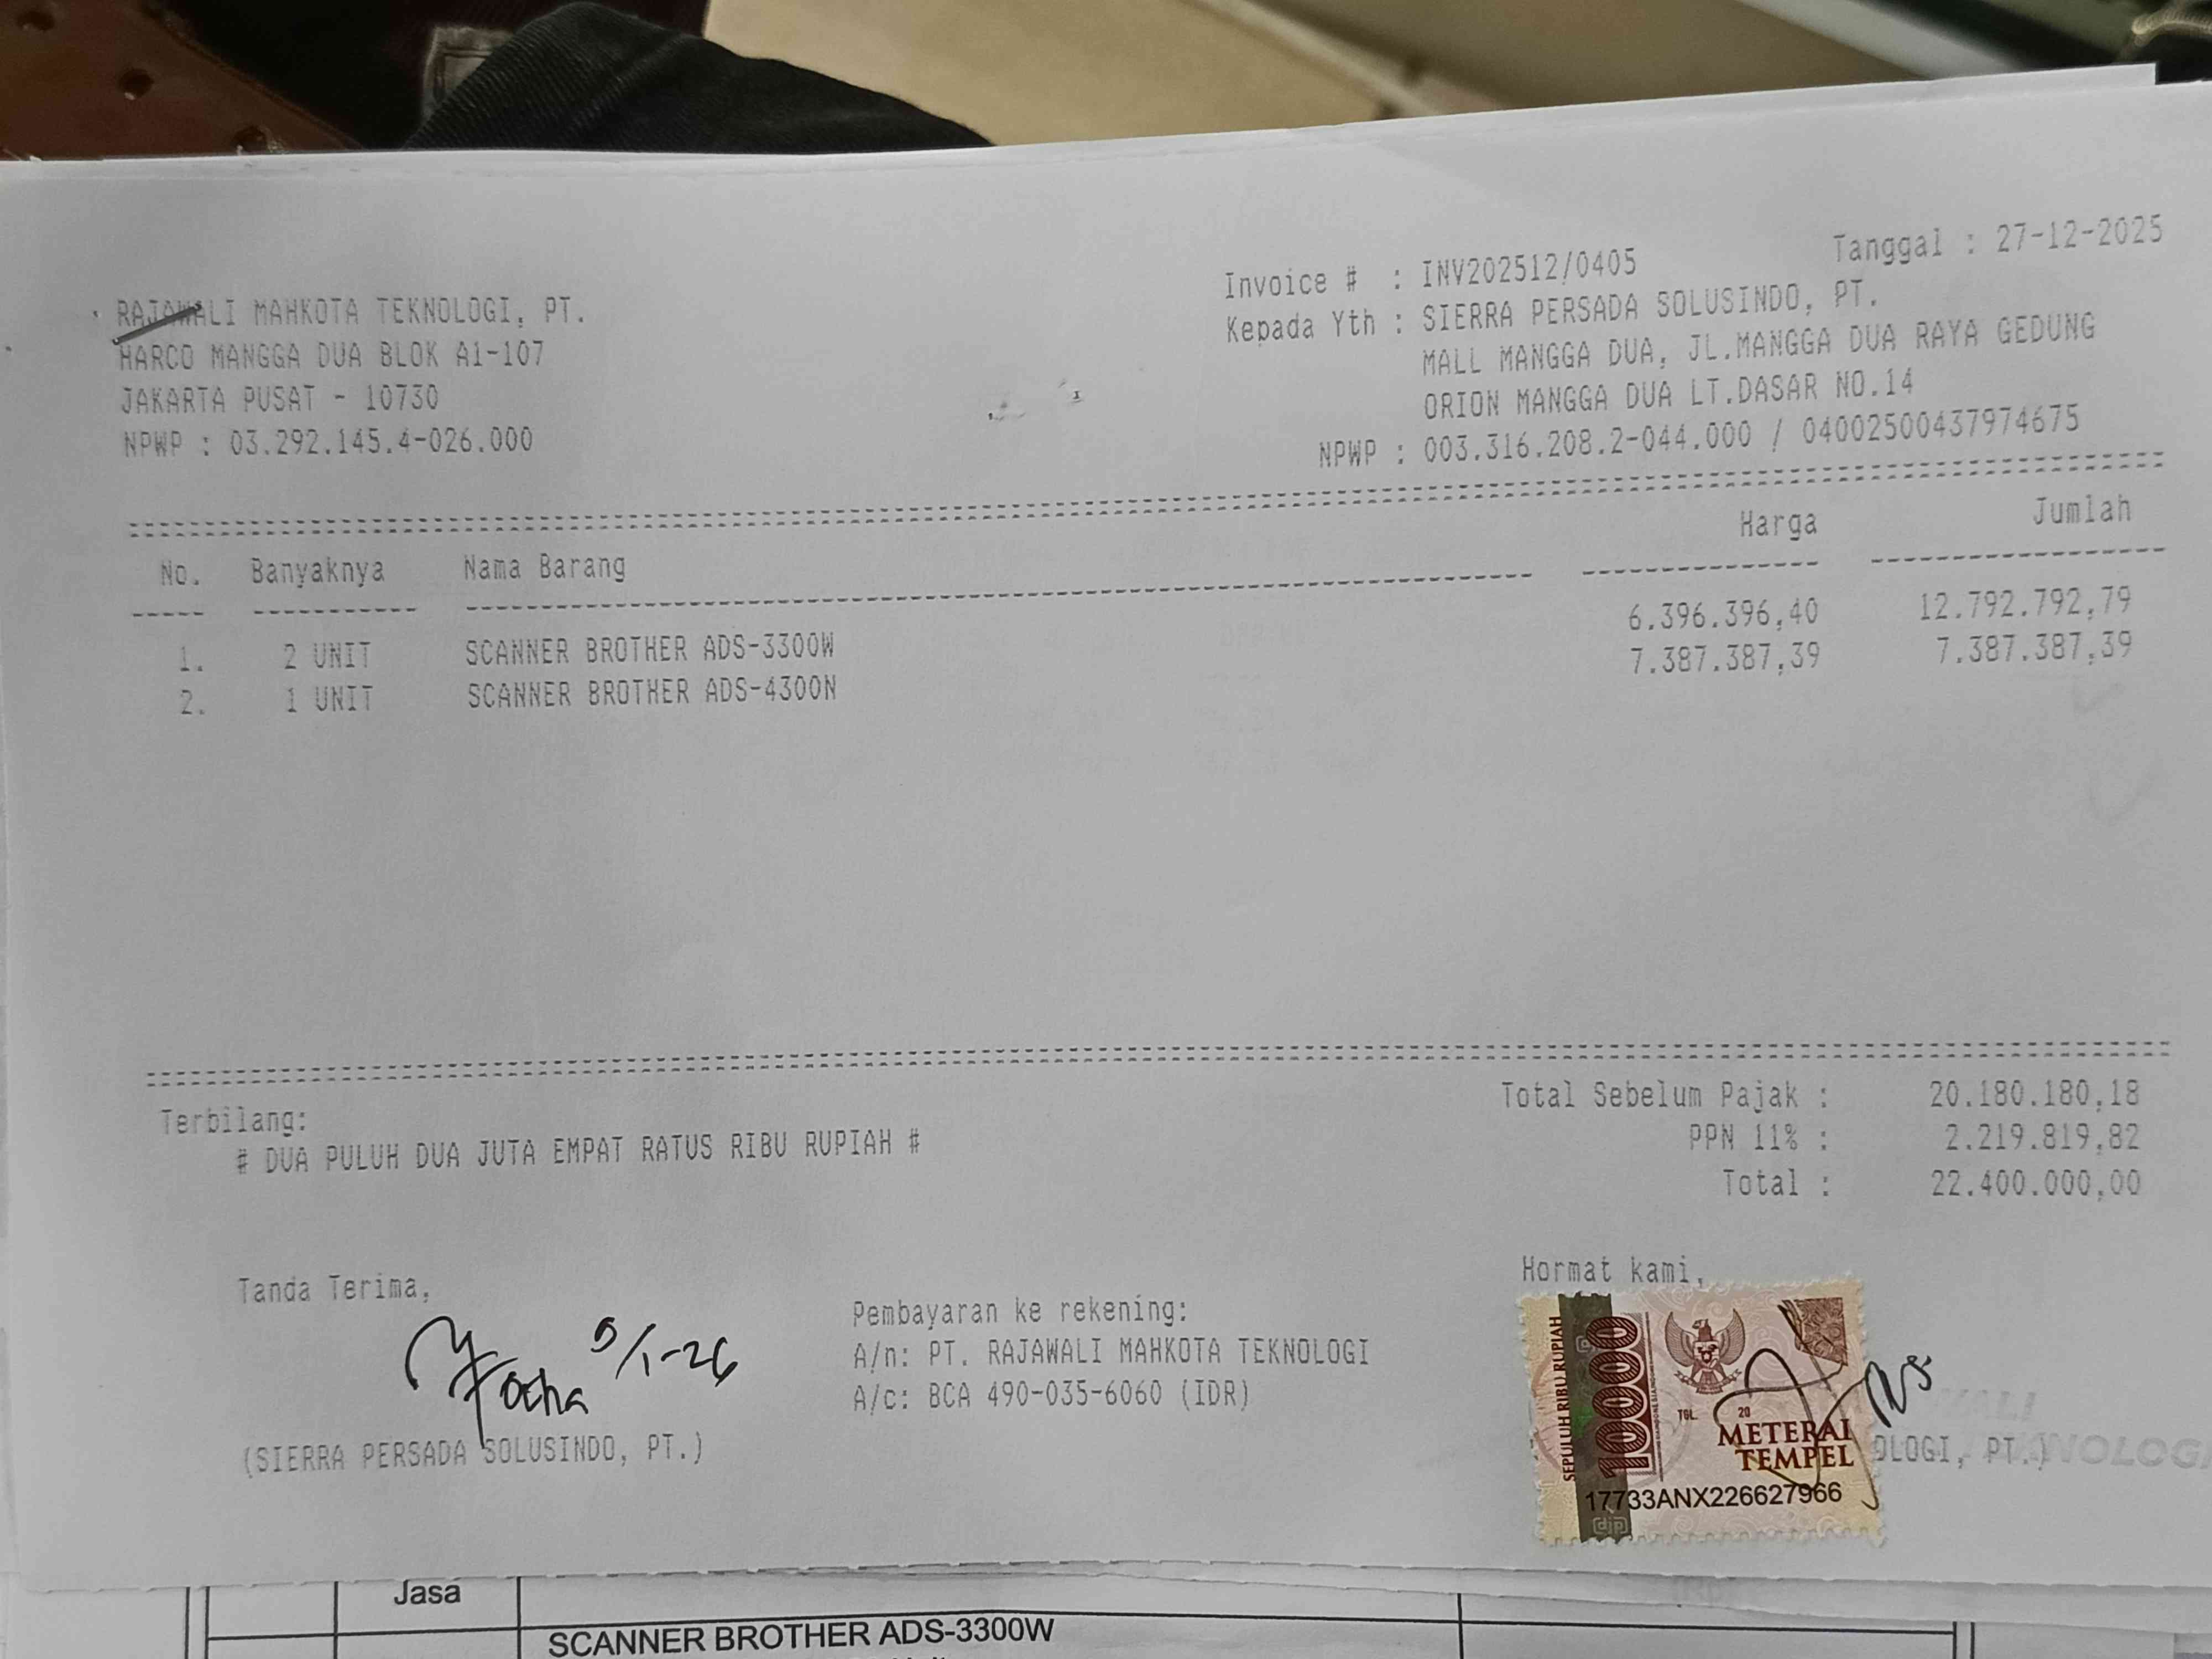 Tanggal : 27-12-2025
RAJAWALI MAHKOTA TEKNOLOGI, PT.
HARCO MANGGA DUA BLOK A1-107
JAKARTA PUSAT - 10730
NPWP : 03.292.145.4-026.000
Invoice # : INV202512/0405
Kepada Yth : SIERRA PERSADA SOLUSINDO, PT.
MALL MANGGA DUA, JL.MANGGA DUA RAYA GEDUNG
ORION MANGGA DUA LT.DASAR NO.14
NPWP : 003.316.208.2-044.000 / 04002500437974675
No. Banyaknya Nama Barang Harga Jumlah
1. 2 UNIT SCANNER BROTHER ADS-3300W 6.396.396,40 12.792.792,79
2. 1 UNIT SCANNER BROTHER ADS-4300N 7.387.387,39 7.387.387,39
Terbilang:
# DUA PULUH DUA JUTA EMPAT RATUS RIBU RUPIAH #
Total Sebelum Pajak : 20.180.180,18
PPN 11% : 2.219.819,82
Total : 22.400.000,00
Tanda Terima,
5/1-26
(SIERRA PERSADA SOLUSINDO, PT.)
Pembayaran ke rekening:
A/n: PT. RAJAWALI MAHKOTA TEKNOLOGI
A/c: BCA 490-035-6060 (IDR)
Hormat kami,
SEPULUH RIBU RUPIAH
10000
TGL. 20
METERAI
TEMPEL
17733ANX226627966
djp
OLOGI, PT.)
Jasa
SCANNER BROTHER ADS-3300W